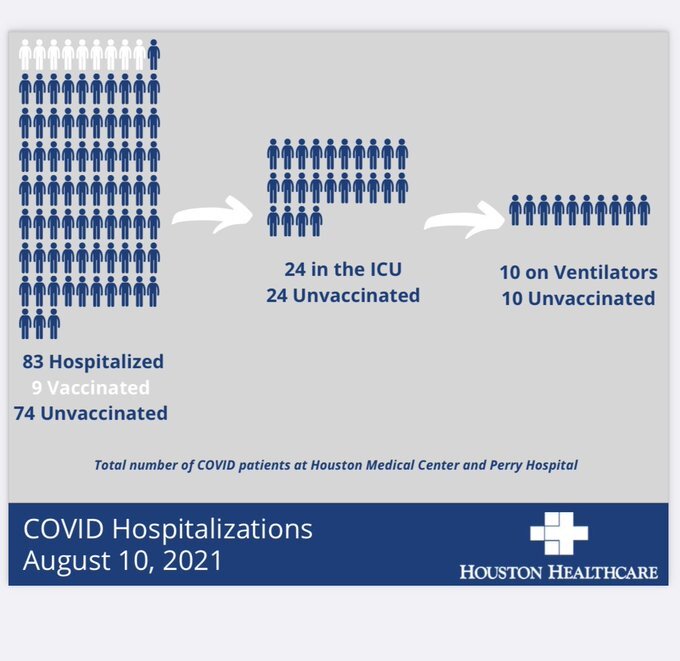 83 Hospitalized
9 Vaccinated
74 Unvaccinated
24 in the ICU
24 Unvaccinated
10 on Ventilators
10 Unvaccinated
Total number of COVID patients at Houston Medical Center and Perry Hospital
COVID Hospitalizations
August 10, 2021
HOUSTON HEALTHCARE